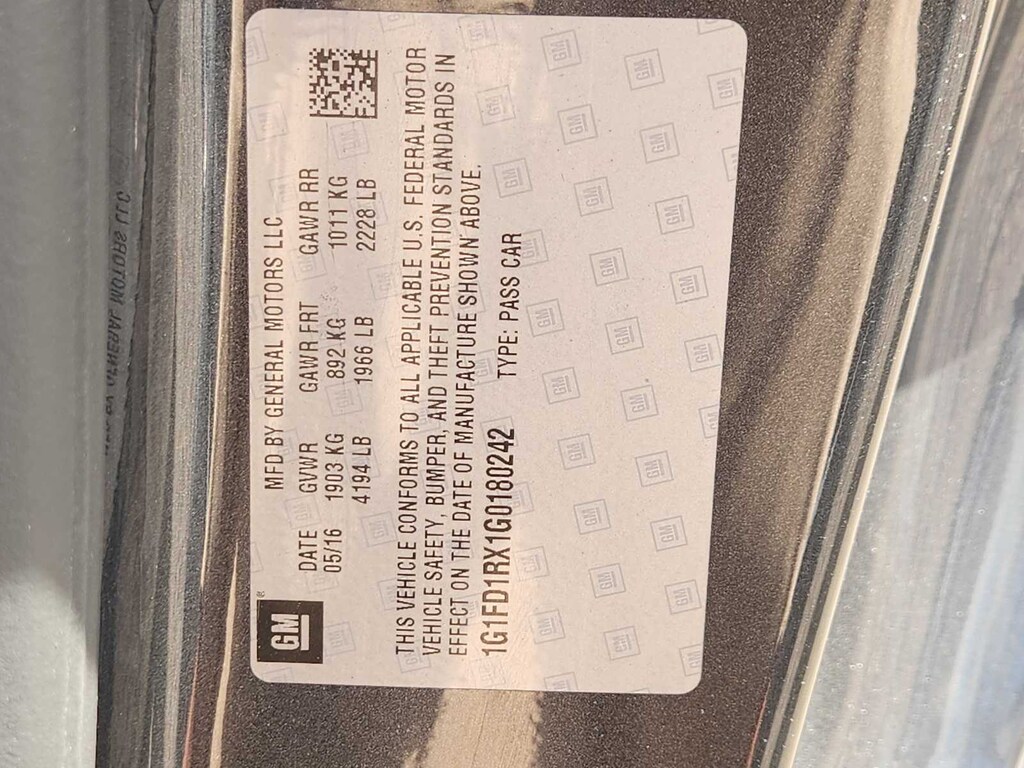 GM
MFD BY GENERAL MOTORS LLC
DATE GVWR GAWR FRT GAWR RR
05/16 1903 KG 892 KG 1011 KG
4194 LB 1966 LB 2228 LB
THIS VEHICLE CONFORMS TO ALL APPLICABLE U.S. FEDERAL MOTOR
VEHICLE SAFETY, BUMPER, AND THEFT PREVENTION STANDARDS IN
EFFECT ON THE DATE OF MANUFACTURE SHOWN ABOVE.
1G1FD1RX1G0180242 TYPE: PASS CAR